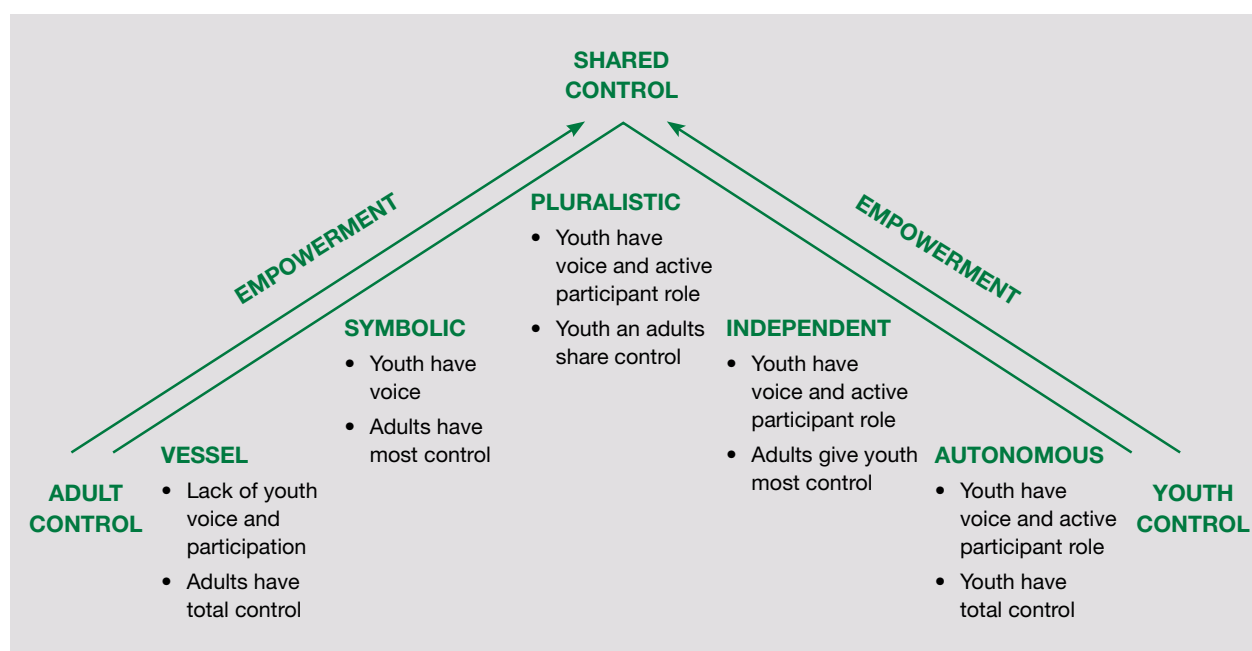 SHARED
CONTROL
EMPOWERMENT
EMPOWERMENT
PLURALISTIC
• Youth have
voice and active
participant role
• Youth an adults
share control
SYMBOLIC
• Youth have
voice
• Adults have
most control
INDEPENDENT
• Youth have
voice and active
participant role
• Adults give youth
most control
ADULT
CONTROL
VESSEL
• Lack of youth
voice and
participation
• Adults have
total control
AUTONOMOUS
• Youth have
voice and active
participant role
• Youth have
total control
YOUTH
CONTROL